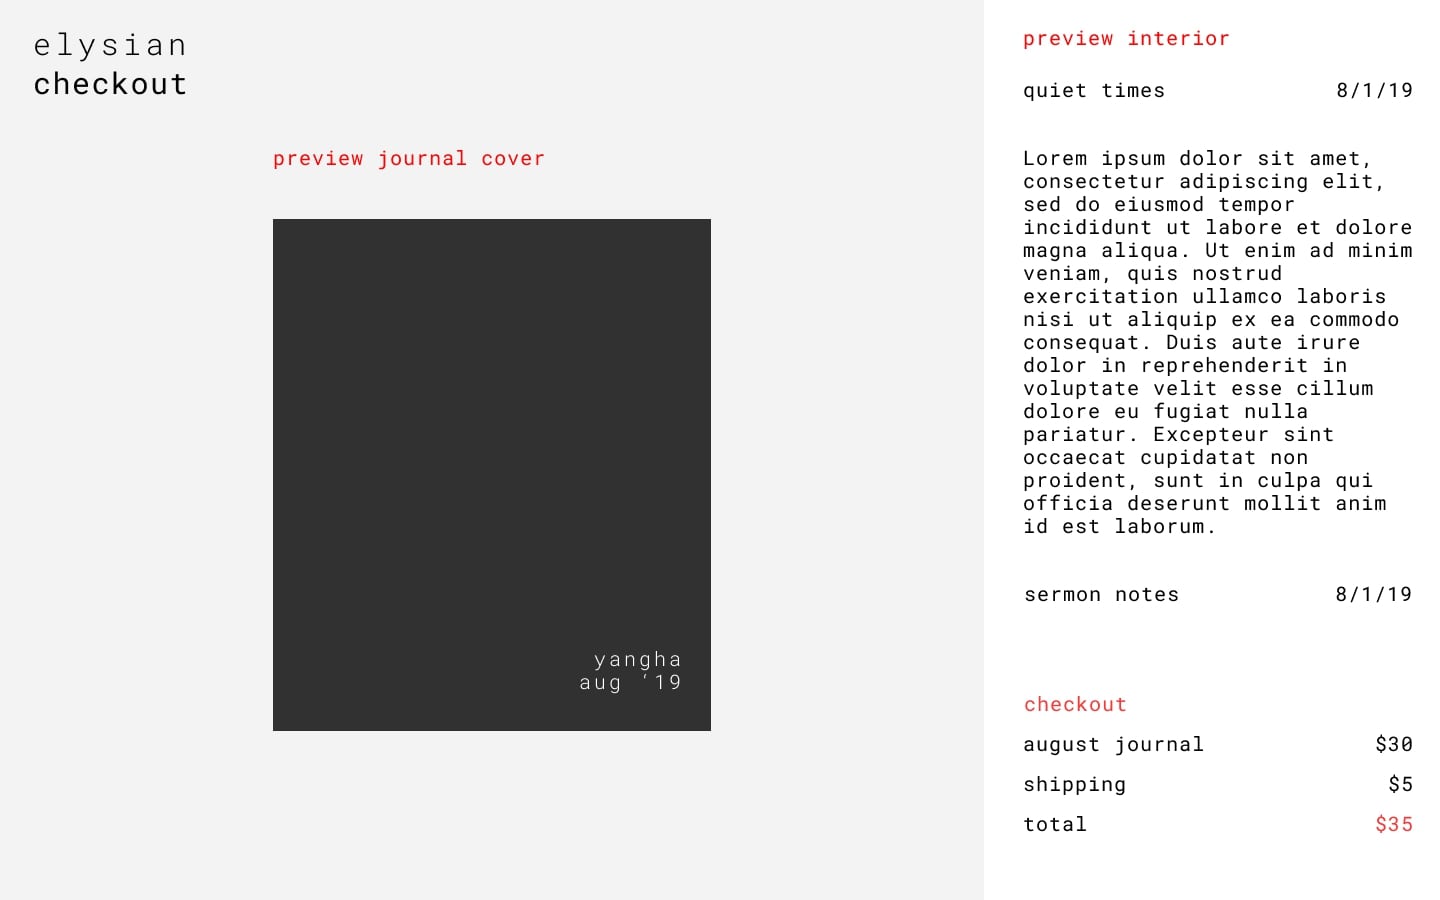 elysian
checkout
preview journal cover
yangha
aug ‘19
preview interior
quiet times 8/1/19
Lorem ipsum dolor sit amet,
consectetur adipiscing elit,
sed do eiusmod tempor
incididunt ut labore et dolore
magna aliqua. Ut enim ad minim
veniam, quis nostrud
exercitation ullamco laboris
nisi ut aliquip ex ea commodo
consequat. Duis aute irure
dolor in reprehenderit in
voluptate velit esse cillum
dolore eu fugiat nulla
pariatur. Excepteur sint
occaecat cupidatat non
proident, sunt in culpa qui
officia deserunt mollit anim
id est laborum.
sermon notes 8/1/19
checkout
august journal $30
shipping $5
total $35